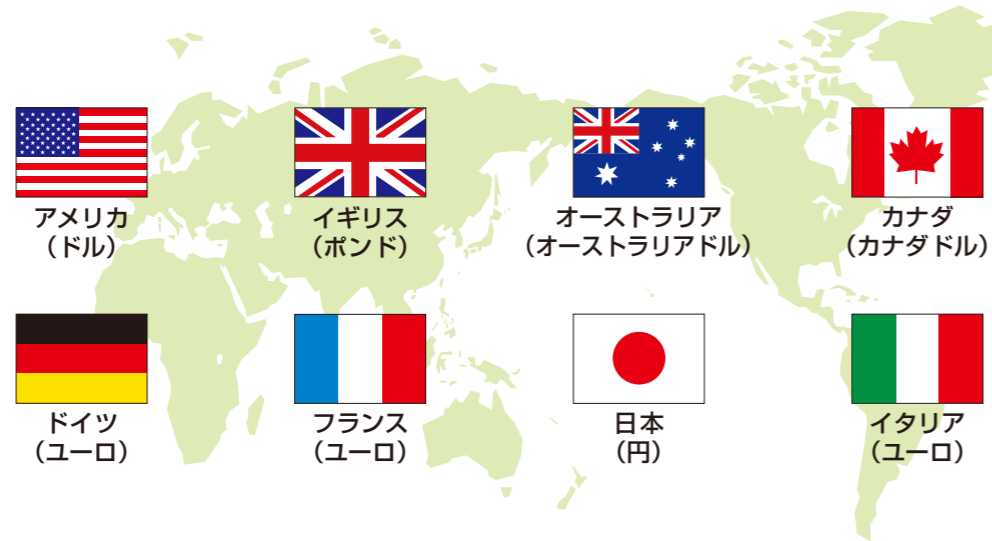 アメリカ
（ドル）
イギリス
（ポンド）
オーストラリア
（オーストラリアドル）
カナダ
（カナダドル）
ドイツ
（ユーロ）
フランス
（ユーロ）
日本
（円）
イタリア
（ユーロ）